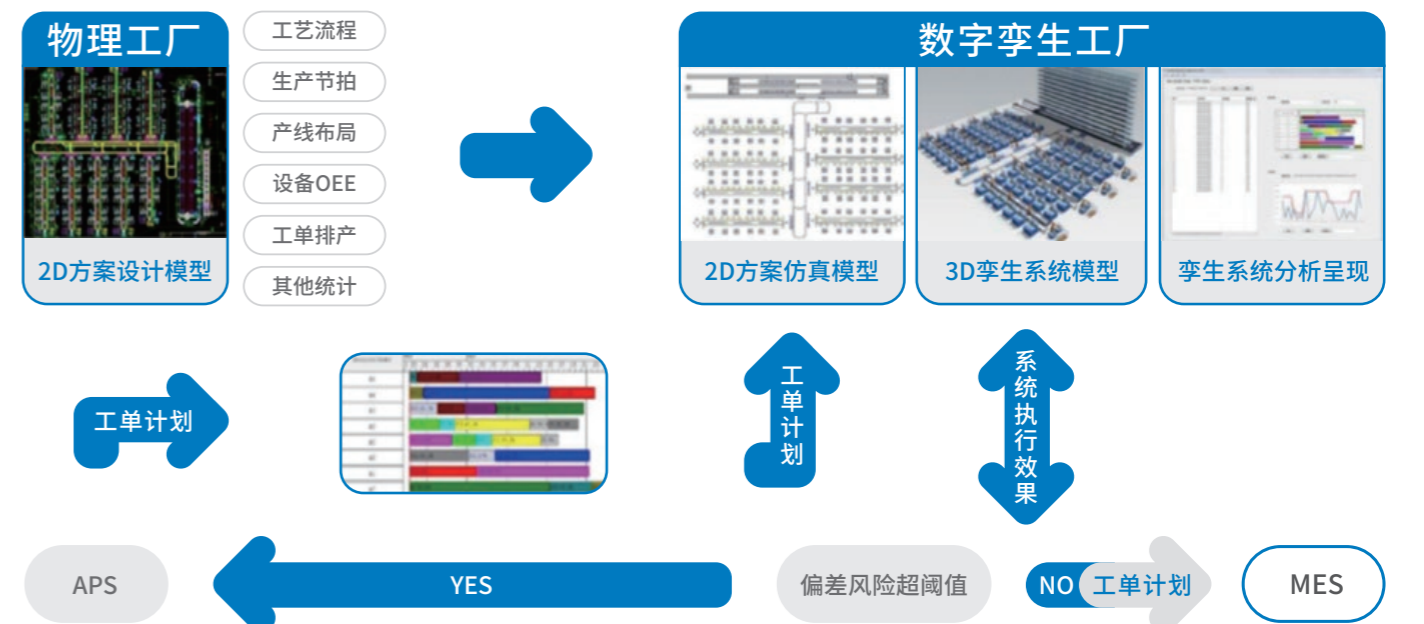 物理工厂
2D方案设计模型
工艺流程
生产节拍
产线布局
设备OEE
工单排产
其他统计
数字孪生工厂
2D方案仿真模型
3D孪生系统模型
孪生系统分析呈现
工单计划
工单计划
系统执行效果
APS
YES
偏差风险超阈值
NO
工单计划
MES